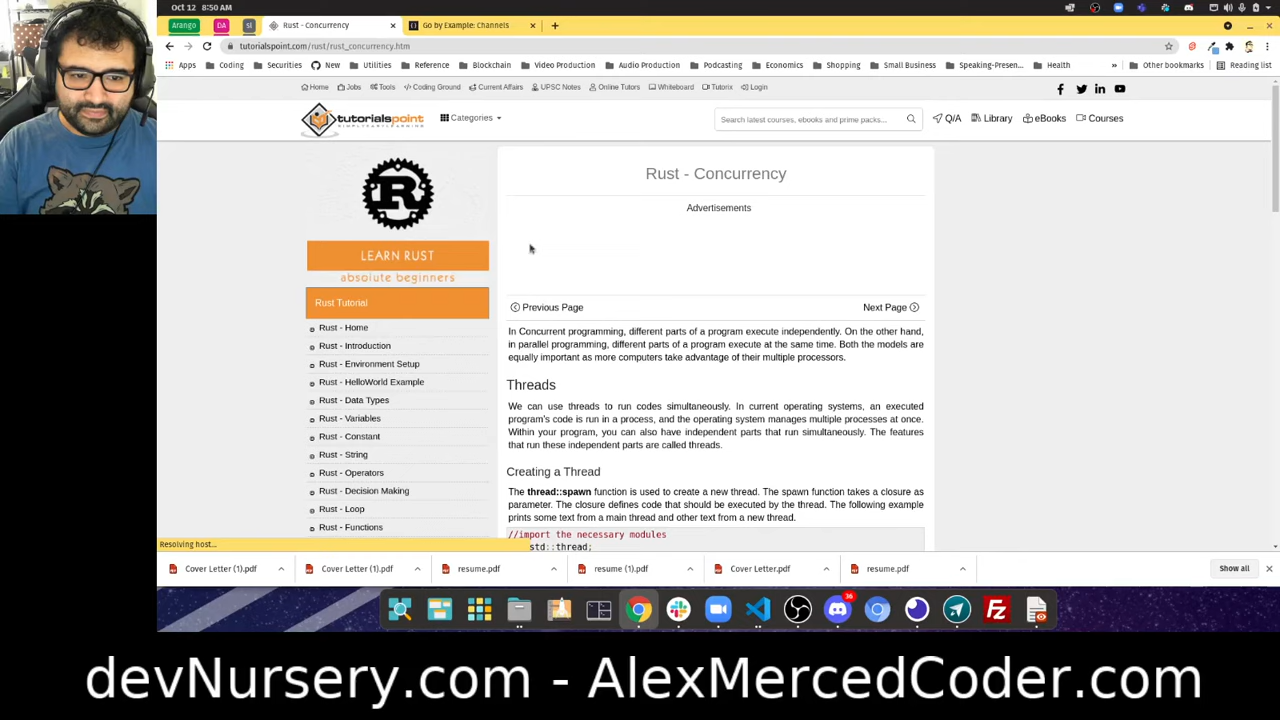 Oct 12 8:50 AM
Arango
DA
SI
Rust - Concurrency
Go by Example: Channels
tutorialspoint.com/rust/rust_concurrency.htm
Apps
Coding
Securities
New
Utilities
Reference
Blockchain
Video Production
Audio Production
Podcasting
Economics
Shopping
Small Business
Speaking-Presen...
Health
»
Other bookmarks
Reading list
Home
Jobs
Tools
Coding Ground
Current Affairs
UPSC Notes
Online Tutors
Whiteboard
Tutorix
Login
tutorialspoint
SIMPLYEASYLEARNING
Categories
Search latest courses, ebooks and prime packs...
Q/A
Library
eBooks
Courses
R
LEARN RUST
absolute beginners
Rust Tutorial
Rust - Home
Rust - Introduction
Rust - Environment Setup
Rust - HelloWorld Example
Rust - Data Types
Rust - Variables
Rust - Constant
Rust - String
Rust - Operators
Rust - Decision Making
Rust - Loop
Rust - Functions
Rust - Concurrency
Advertisements
Previous Page
Next Page
In Concurrent programming, different parts of a program execute independently. On the other hand,
in parallel programming, different parts of a program execute at the same time. Both the models are
equally important as more computers take advantage of their multiple processors.
Threads
We can use threads to run codes simultaneously. In current operating systems, an executed
program's code is run in a process, and the operating system manages multiple processes at once.
Within your program, you can also have independent parts that run simultaneously. The features
that run these independent parts are called threads.
Creating a Thread
The thread::spawn function is used to create a new thread. The spawn function takes a closure as
parameter. The closure defines code that should be executed by the thread. The following example
prints some text from a main thread and other text from a new thread.
//import the necessary modules
std::thread;
Resolving host...
Cover Letter (1).pdf
Cover Letter (1).pdf
resume.pdf
resume (1).pdf
Cover Letter.pdf
resume.pdf
Show all
36
FZ
devNursery.com - AlexMercedCoder.com